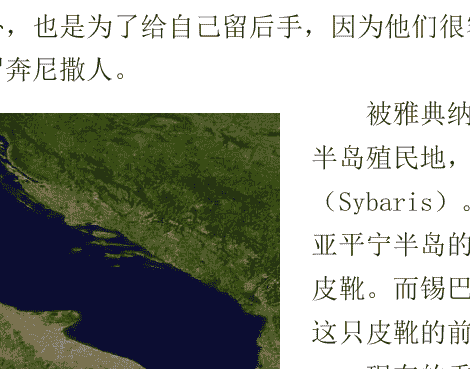 ，也是为了给自己留后手，因为他们很
奔尼撒人。
被雅典纳
半岛殖民地，
（Sybaris）。
亚平宁半岛的
皮靴。而锡巴
这只皮靴的前